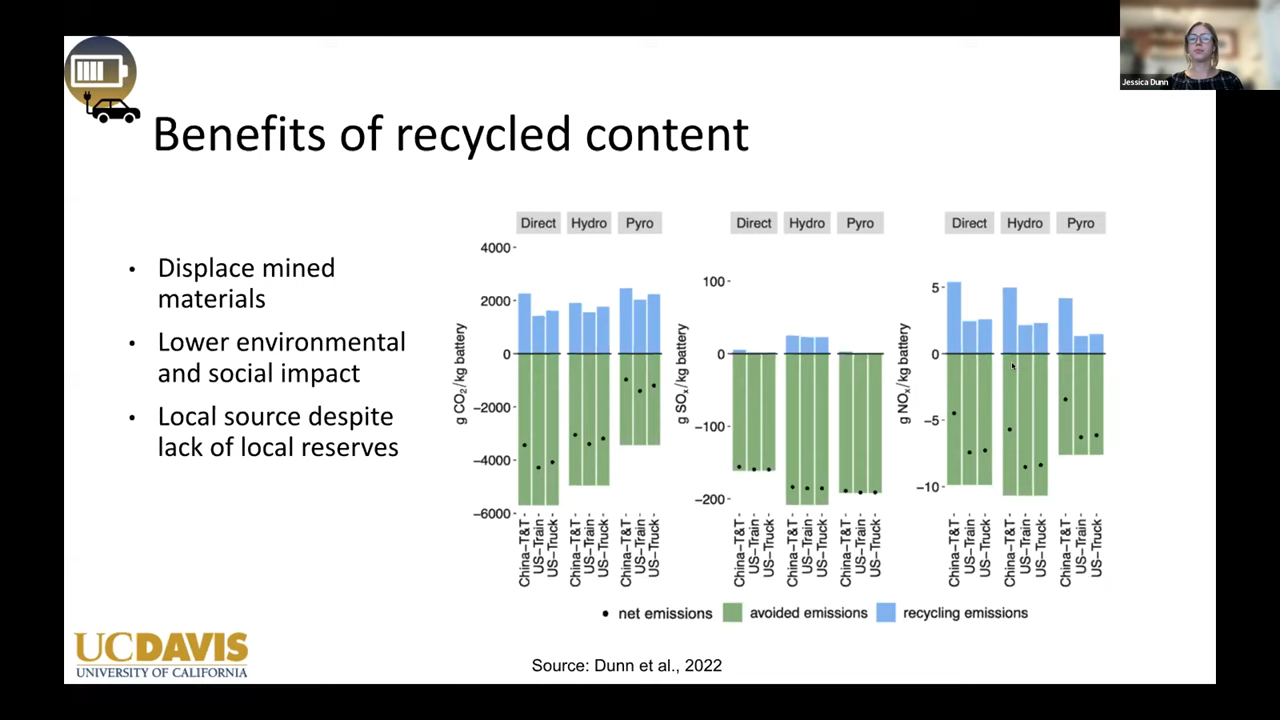 Jessica Dunn
Benefits of recycled content
• Displace mined
materials
• Lower environmental
and social impact
• Local source despite
lack of local reserves
Direct Hydro Pyro
4000
2000
0
−2000
−4000
−6000
g CO₂/kg battery
China−T&T
US−Train
US−Truck
China−T&T
US−Train
US−Truck
China−T&T
US−Train
US−Truck
Direct Hydro Pyro
100
0
−100
−200
g SOₓ/kg battery
China−T&T
US−Train
US−Truck
China−T&T
US−Train
US−Truck
China−T&T
US−Train
US−Truck
Direct Hydro Pyro
5
0
−5
−10
g NOₓ/kg battery
China−T&T
US−Train
US−Truck
China−T&T
US−Train
US−Truck
China−T&T
US−Train
US−Truck
• net emissions avoided emissions recycling emissions
UCDAVIS
UNIVERSITY OF CALIFORNIA
Source: Dunn et al., 2022